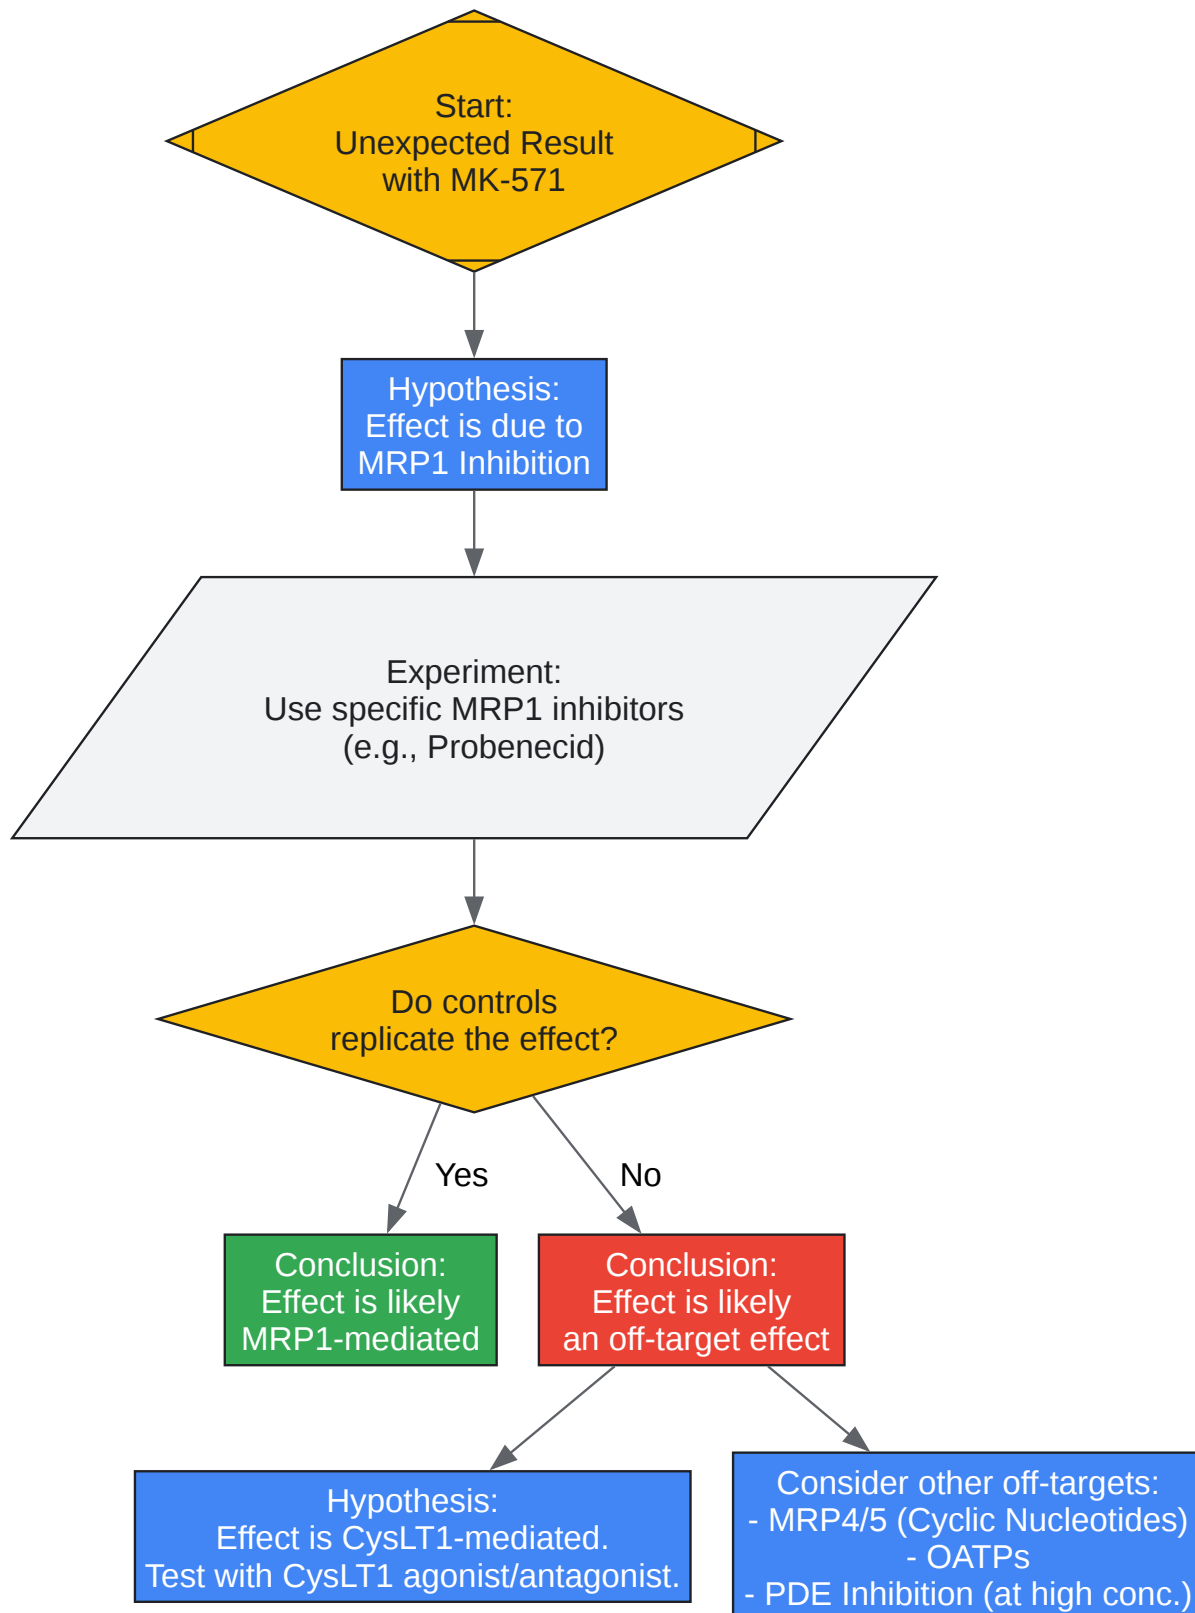 Start:
Unexpected Result
with MK-571
Hypothesis:
Effect is due to
MRP1 Inhibition
Experiment:
Use specific MRP1 inhibitors
(e.g., Probenecid)
Do controls
replicate the effect?
Yes
No
Conclusion:
Effect is likely
MRP1-mediated
Conclusion:
Effect is likely
an off-target effect
Hypothesis:
Effect is CysLT1-mediated.
Test with CysLT1 agonist/antagonist.
Consider other off-targets:
- MRP4/5 (Cyclic Nucleotides)
- OATPs
- PDE Inhibition (at high conc.)